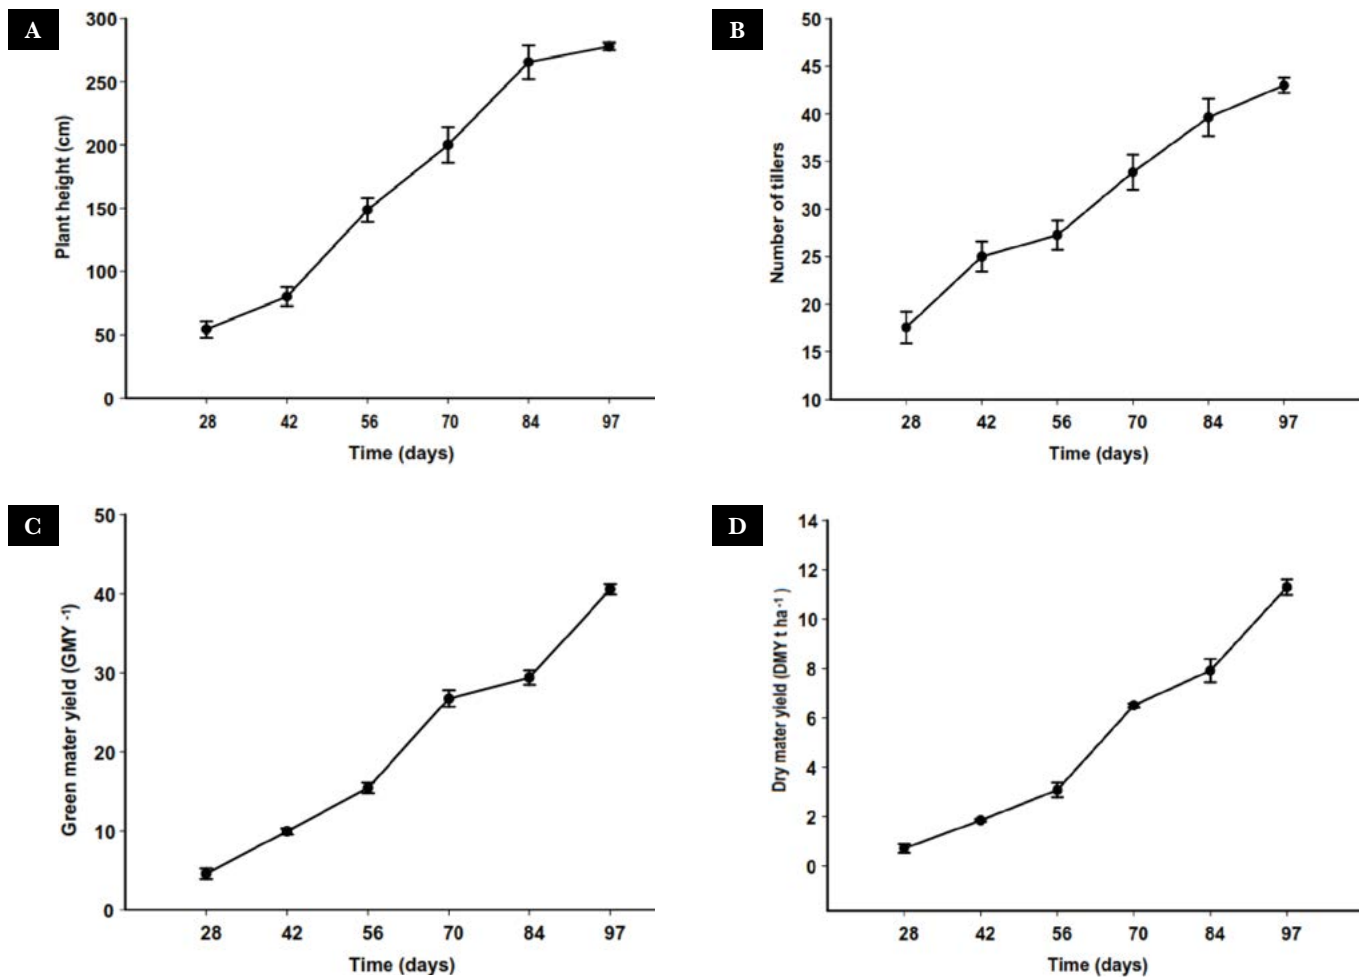 A
300
250
200
150
100
50
0
Plant height (cm)
28 42 56 70 84 97
Time (days)
B
50
45
40
35
30
25
20
15
10
Number of tillers
28 42 56 70 84 97
Time (days)
C
50
40
30
20
10
0
Green mater yield (GMY -1)
28 42 56 70 84 97
Time (days)
D
14
12
10
8
6
4
2
0
Dry mater yield (DMY t ha-1)
28 42 56 70 84 97
Time (days)